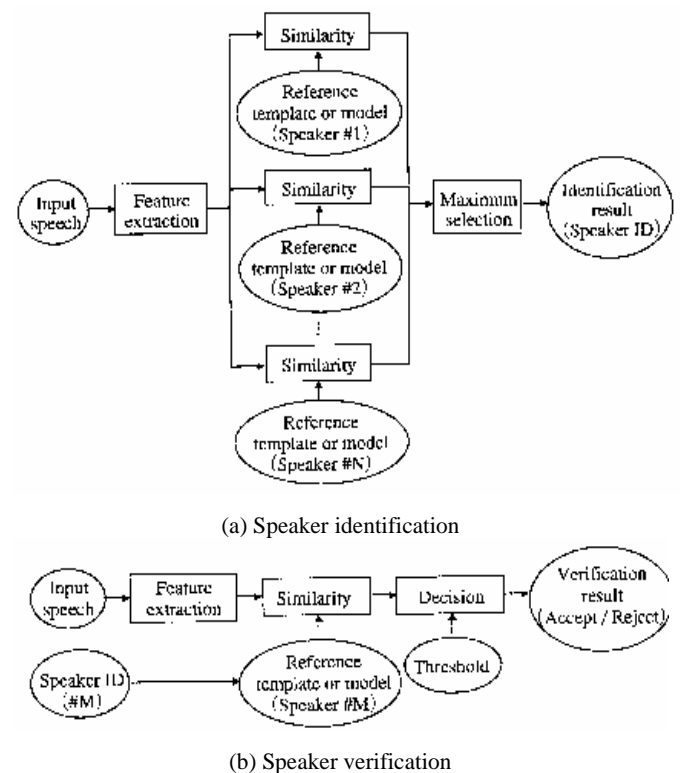 Similarity
Reference
template or model
(Speaker #1)
Input
speech
Feature
extraction
Similarity
Maximum
selection
Identification
result
(Speaker ID)
Reference
template or model
(Speaker #2)
Similarity
Reference
template or model
(Speaker #N)
(a) Speaker identification
Input
speech
Feature
extraction
Similarity
Decision
Verification
result
(Accept / Reject)
Speaker ID
(#M)
Reference
template or model
(Speaker #M)
Threshold
(b) Speaker verification